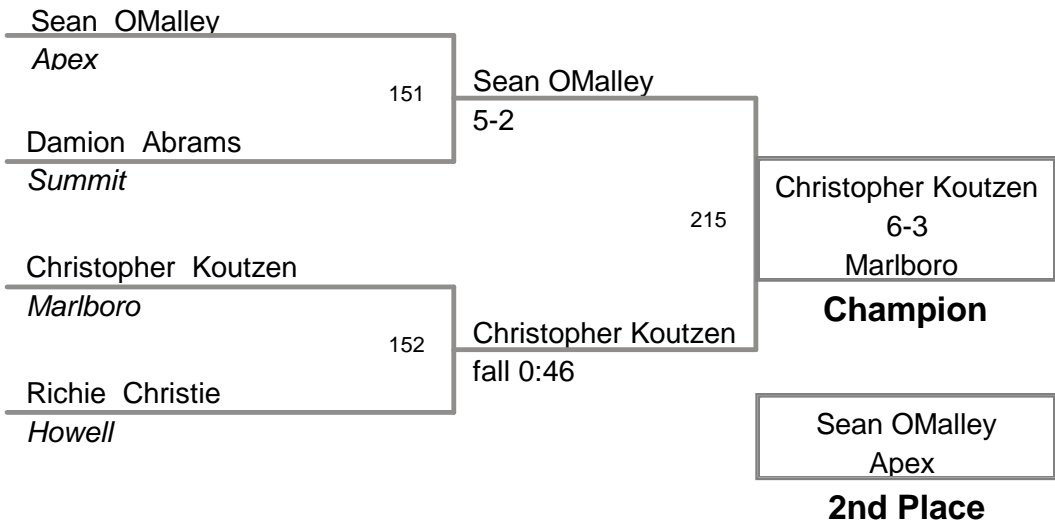 Sean OMalley
Apex
151
Sean OMalley
5-2
Damion Abrams
Summit
215
Christopher Koutzen
6-3
Marlboro
Champion
Christopher Koutzen
Marlboro
152
Christopher Koutzen
fall 0:46
Richie Christie
Howell
Sean OMalley
Apex
2nd Place